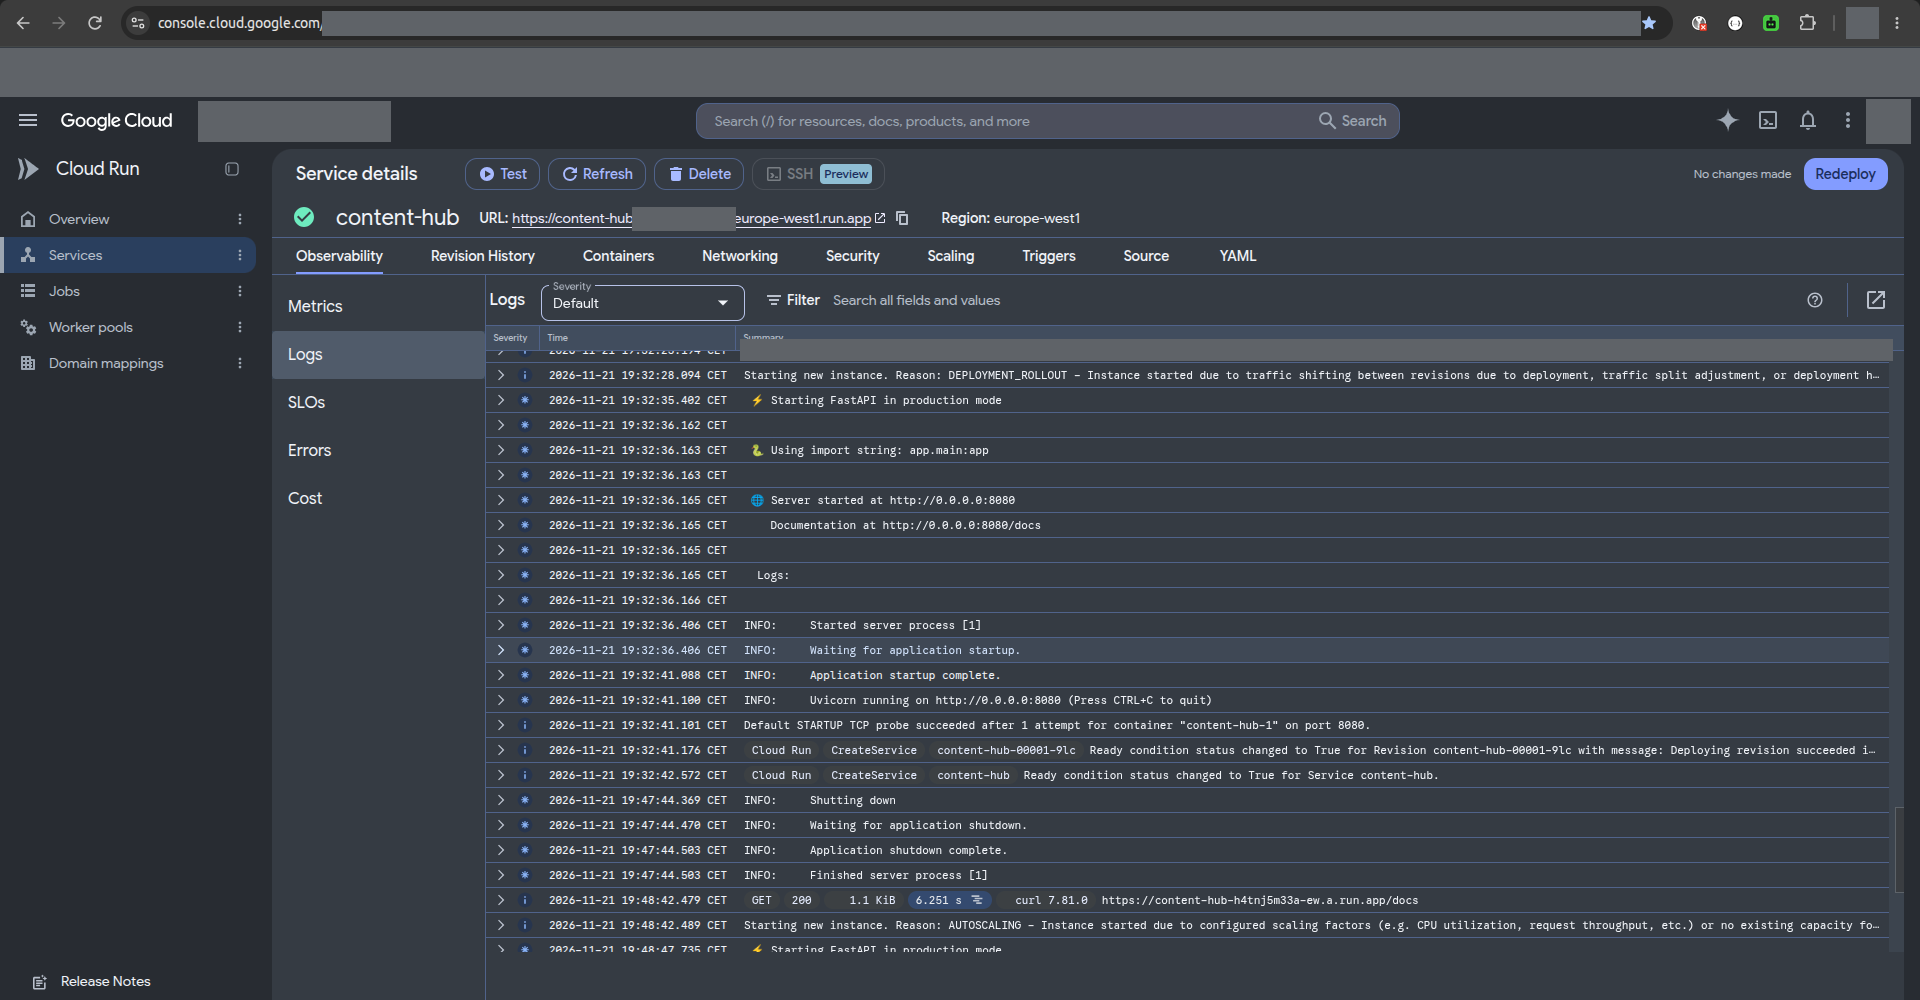 console.cloud.google.com/
Google Cloud
Search (/) for resources, docs, products, and more
Search
Cloud Run
Overview
Services
Jobs
Worker pools
Domain mappings
Release Notes
Service details
Test
Refresh
Delete
SSH Preview
No changes made
Redeploy
content-hub
URL: https://content-hub europe-west1.run.app
Region: europe-west1
Observability
Revision History
Containers
Networking
Security
Scaling
Triggers
Source
YAML
Metrics
Logs
SLOs
Errors
Cost
Logs
Severity
Default
Filter
Search all fields and values
Severity Time Summary
2026-11-21 19:32:28.094 CET Starting new instance. Reason: DEPLOYMENT_ROLLOUT - Instance started due to traffic shifting between revisions due to deployment, traffic split adjustment, or deployment h…
2026-11-21 19:32:35.402 CET ⚡ Starting FastAPI in production mode
2026-11-21 19:32:36.162 CET
2026-11-21 19:32:36.163 CET 🐍 Using import string: app.main:app
2026-11-21 19:32:36.163 CET
2026-11-21 19:32:36.165 CET 🌐 Server started at http://0.0.0.0:8080
2026-11-21 19:32:36.165 CET Documentation at http://0.0.0.0:8080/docs
2026-11-21 19:32:36.165 CET
2026-11-21 19:32:36.165 CET Logs:
2026-11-21 19:32:36.166 CET
2026-11-21 19:32:36.406 CET INFO: Started server process [1]
2026-11-21 19:32:36.406 CET INFO: Waiting for application startup.
2026-11-21 19:32:41.088 CET INFO: Application startup complete.
2026-11-21 19:32:41.100 CET INFO: Uvicorn running on http://0.0.0.0:8080 (Press CTRL+C to quit)
2026-11-21 19:32:41.101 CET Default STARTUP TCP probe succeeded after 1 attempt for container "content-hub-1" on port 8080.
2026-11-21 19:32:41.176 CET Cloud Run CreateService content-hub-00001-9lc Ready condition status changed to True for Revision content-hub-00001-9lc with message: Deploying revision succeeded i…
2026-11-21 19:32:42.572 CET Cloud Run CreateService content-hub Ready condition status changed to True for Service content-hub.
2026-11-21 19:47:44.369 CET INFO: Shutting down
2026-11-21 19:47:44.470 CET INFO: Waiting for application shutdown.
2026-11-21 19:47:44.503 CET INFO: Application shutdown complete.
2026-11-21 19:47:44.503 CET INFO: Finished server process [1]
2026-11-21 19:48:42.479 CET GET 200 1.1 KiB 6.251 s curl 7.81.0 https://content-hub-h4tnj5m33a-ew.a.run.app/docs
2026-11-21 19:48:42.489 CET Starting new instance. Reason: AUTOSCALING - Instance started due to configured scaling factors (e.g. CPU utilization, request throughput, etc.) or no existing capacity fo…
2026-11-21 19:48:47.735 CET ⚡ Starting FastAPI in production mode